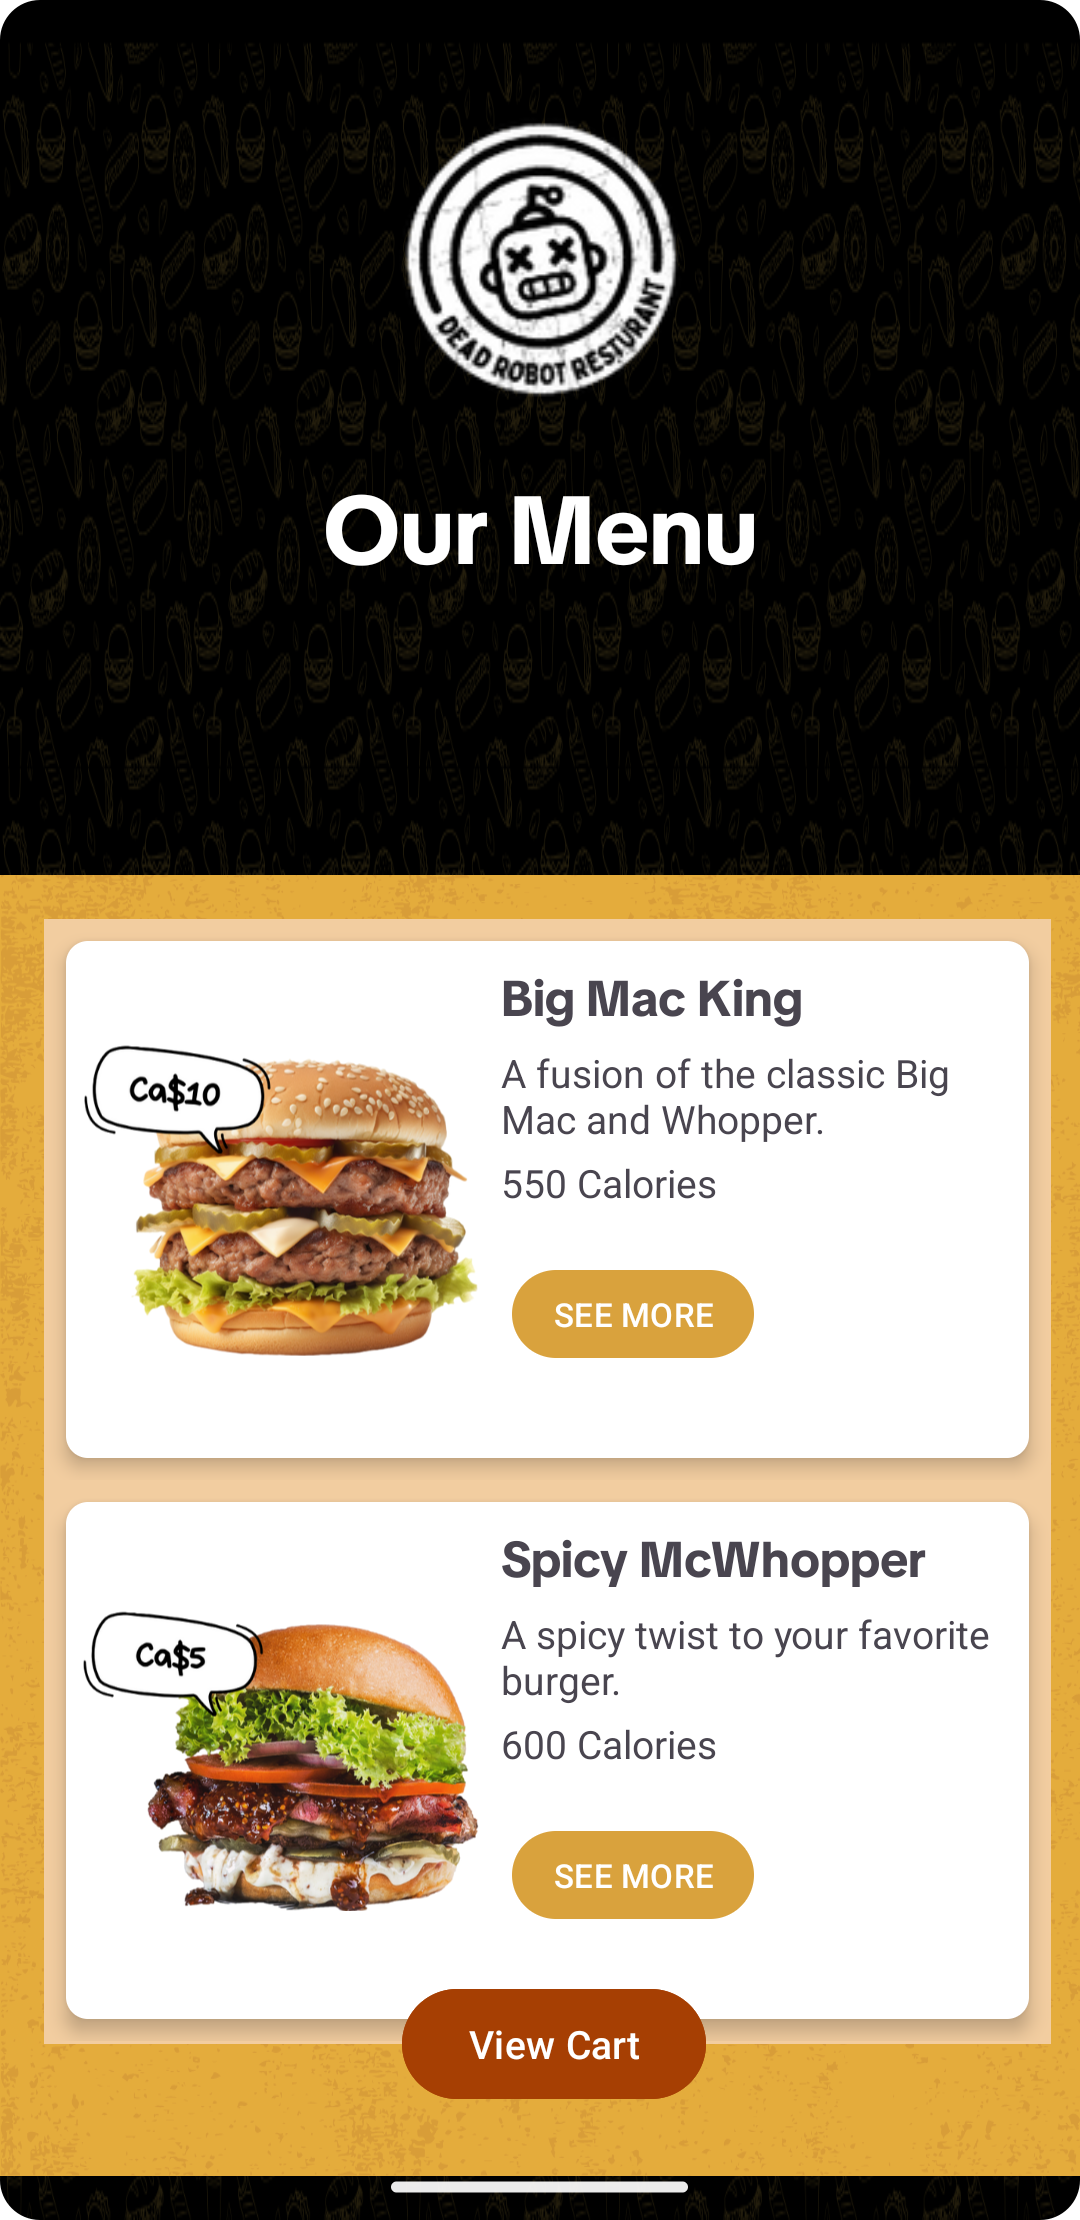 DEAD ROBOT RESTURANT
Our Menu
Big Mac King
Ca$10
A fusion of the classic Big
Mac and Whopper.
550 Calories
SEE MORE
Spicy McWhopper
Ca$5
A spicy twist to your favorite
burger.
600 Calories
SEE MORE
View Cart